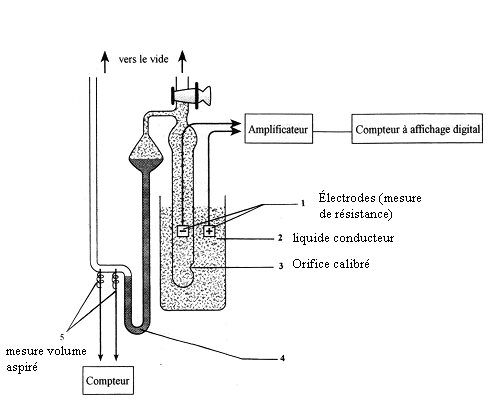 vers le vide
Amplificateur
Compteur à affichage digital
1 Électrodes (mesure
de résistance)
− +
2 liquide conducteur
3 Orifice calibré
5
mesure volume
aspiré
4
Compteur